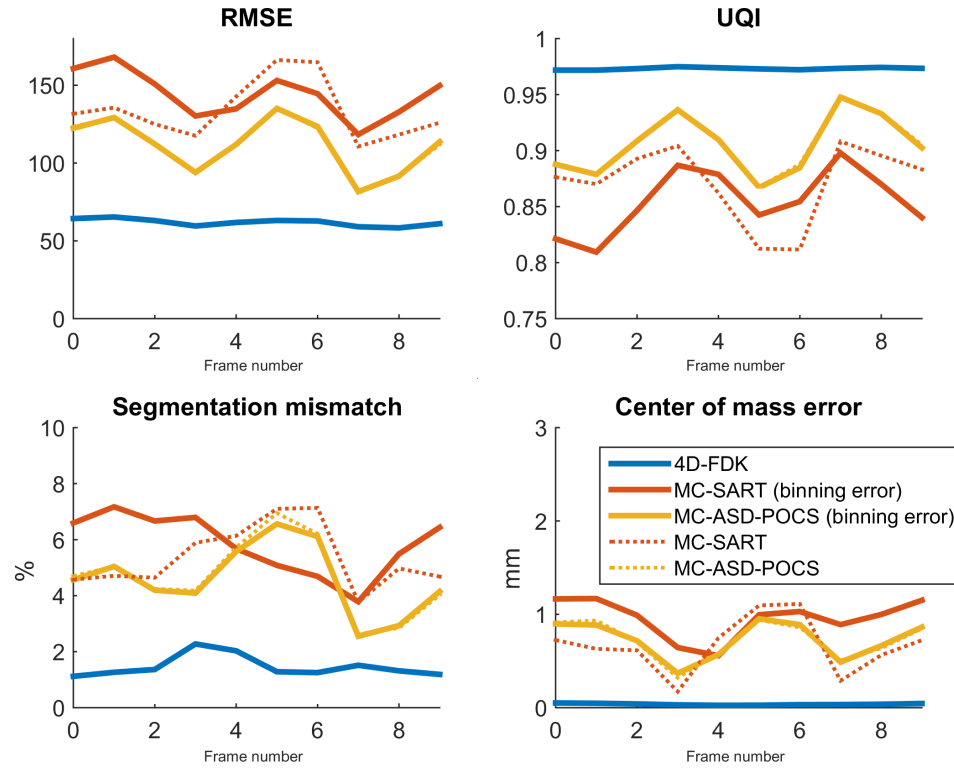 RMSE
150
100
50
0
0 2 4 6 8
Frame number
UQI
1
0.95
0.9
0.85
0.8
0.75
0 2 4 6 8
Frame number
Segmentation mismatch
%
10
8
6
4
2
0
0 2 4 6 8
Frame number
Center of mass error
mm
3
2
1
0
0 2 4 6 8
Frame number
4D-FDK
MC-SART (binning error)
MC-ASD-POCS (binning error)
MC-SART
MC-ASD-POCS